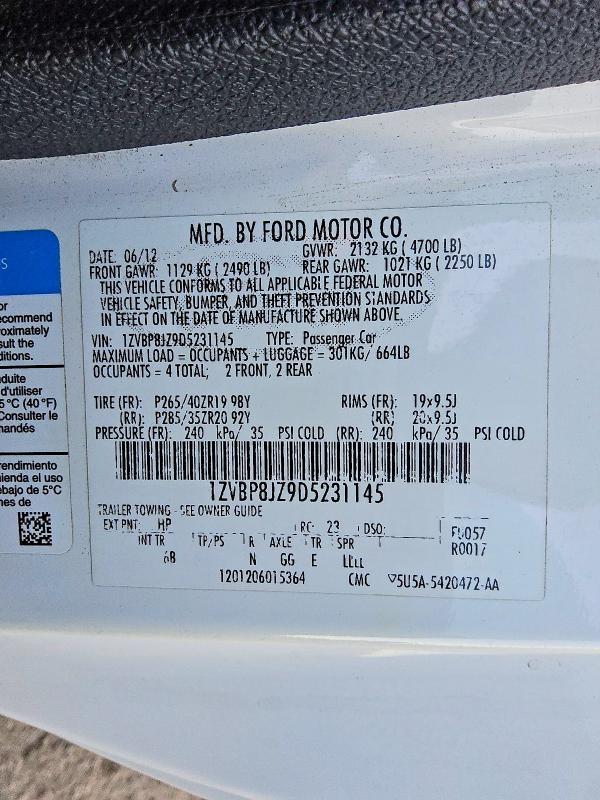 MFD. BY FORD MOTOR CO.
DATE: 06/12 GVWR: 2132 KG ( 4700 LB)
FRONT GAWR: 1129 KG ( 2490 LB) REAR GAWR: 1021 KG ( 2250 LB)
THIS VEHICLE CONFORMS TO ALL APPLICABLE FEDERAL MOTOR
VEHICLE SAFETY, BUMPER, AND THEFT PREVENTION STANDARDS
IN EFFECT ON THE DATE OF MANUFACTURE SHOWN ABOVE.
VIN: 1ZVBP8JZ9D5231145 TYPE: Passenger Car
MAXIMUM LOAD = OCCUPANTS + LUGGAGE = 301KG/ 664LB
OCCUPANTS = 4 TOTAL; 2 FRONT, 2 REAR
TIRE (FR): P265/40ZR19 98Y RIMS (FR): 19x9.5J
(RR): P285/35ZR20 92Y (RR) 20x9.5J
PRESSURE (FR): 240 kPa/ 35 PSI COLD (RR): 240 kPa/ 35 PSI COLD
1ZVBP8JZ9D5231145
TRAILER TOWING - SEE OWNER GUIDE
EXT PNT: HP RC: 23 DSO: F0057
INT TR TP/PS R AXLE TR SPR R0017
6B N GG E
1201206015364 CMC 5U5A-5420472-AA
S
or
ecommend
roximately
sult the
ditions.
nduite
d'utiliser
5°C (40°F)
Consulter le
mandés
rendimiento
ienda el uso
ebajo de 5°C
nes de